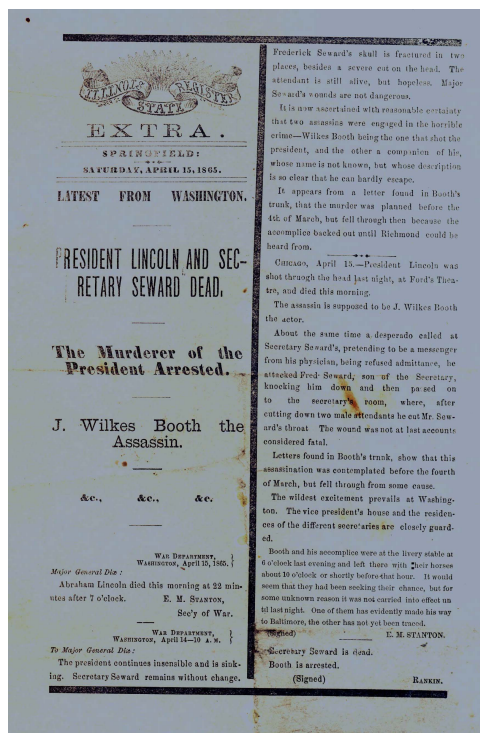 ILLINOIS STATE REGISTER
EXTRA.
SPRINGFIELD:
SATURDAY, APRIL 15, 1865.
LATEST FROM WASHINGTON.
PRESIDENT LINCOLN AND SEC-
RETARY SEWARD DEAD.
The Murderer of the
President Arrested.
J. Wilkes Booth the
Assassin.
&c., &c., &c.
WAR DEPARTMENT,
WASHINGTON, April 15, 1865.
Major General Dix:
Abraham Lincoln died this morning at 22 min-
utes after 7 o'clock. E. M. STANTON,
Sec'y of War.
WAR DEPARTMENT,
WASHINGTON, April 14—10 A. M.
To Major General Dix:
The president continues insensible and is sink-
ing. Secretary Seward remains without change.
Frederick Seward's skull is fractured in two
places, besides a severe cut on the head. The
attendant is still alive, but hopeless. Major
Seward's wounds are not dangerous.
It is now ascertained with reasonable certainty
that two assassins were engaged in the horrible
crime—Wilkes Booth being the one that shot the
president, and the other a companion of his,
whose name is not known, but whose description
is so clear that he can hardly escape.
It appears from a letter found in Booth's
trunk, that the murder was planned before the
4th of March, but fell through then because the
accomplice backed out until Richmond could be
heard from.
CHICAGO, April 15.—President Lincoln was
shot through the head last night, at Ford's Thea-
tre, and died this morning.
The assassin is supposed to be J. Wilkes Booth
the actor.
About the same time a desperado called at
Secretary Seward's, pretending to be a messenger
from his physician, being refused admittance, he
attacked Fred Seward, son of the Secretary,
knocking him down and then passed on
to the secretary's room, where, after
cutting down two male attendants he cut Mr. Sew-
ard's throat The wound was not at last accounts
considered fatal.
Letters found in Booth's trunk, show that this
assassination was contemplated before the fourth
of March, but fell through from some cause.
The wildest excitement prevails at Washing-
ton. The vice president's house and the residen-
ces of the different secretaries are closely guard-
ed.
Booth and his accomplice were at the livery stable at
6 o'clock last evening and left there with their horses
about 10 o'clock or shortly before that hour. It would
seem that they had been seeking their chance, but for
some unknown reason it was not carried into effect un
til last night. One of them has evidently made his way
to Baltimore, the other has not yet been traced.
(Signed) E. M. STANTON.
Secretary Seward is dead.
Booth is arrested.
(Signed) RANKIN.